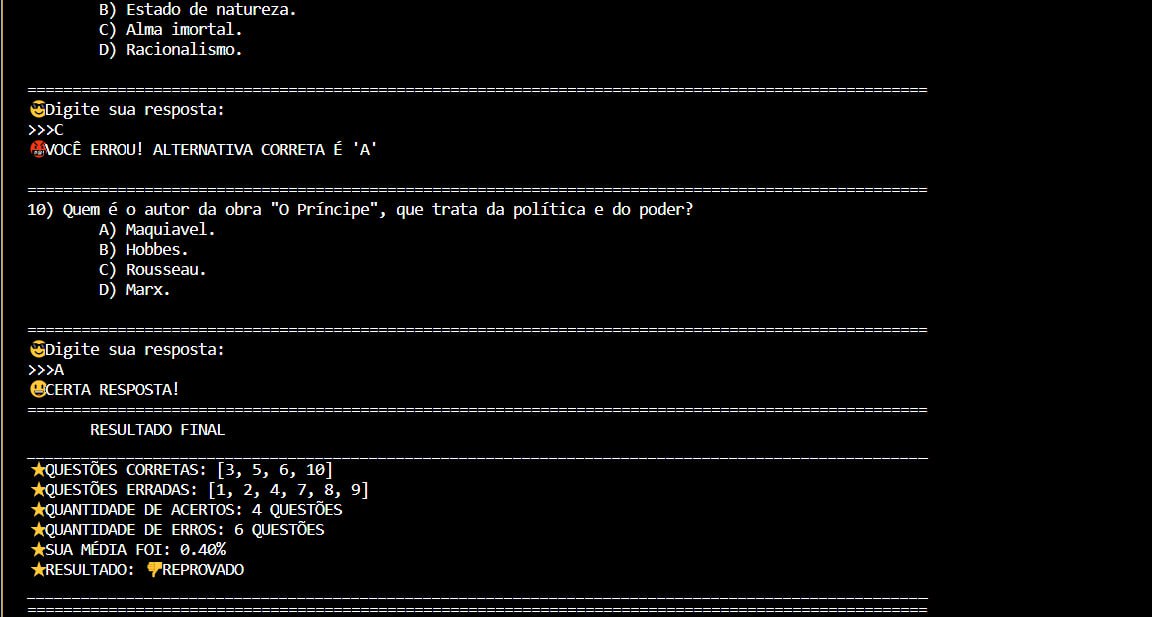 B) Estado de natureza.
C) Alma imortal.
D) Racionalismo.
====================================================================================================
😎Digite sua resposta:
>>>C
🤬VOCÊ ERROU! ALTERNATIVA CORRETA É 'A'
====================================================================================================
10) Quem é o autor da obra "O Príncipe", que trata da política e do poder?
A) Maquiavel.
B) Hobbes.
C) Rousseau.
D) Marx.
====================================================================================================
😎Digite sua resposta:
>>>A
😀CERTA RESPOSTA!
====================================================================================================
RESULTADO FINAL
____________________________________________________________________________________________________
⭐QUESTÕES CORRETAS: [3, 5, 6, 10]
⭐QUESTÕES ERRADAS: [1, 2, 4, 7, 8, 9]
⭐QUANTIDADE DE ACERTOS: 4 QUESTÕES
⭐QUANTIDADE DE ERROS: 6 QUESTÕES
⭐SUA MÉDIA FOI: 0.40%
⭐RESULTADO: 👎REPROVADO
____________________________________________________________________________________________________
====================================================================================================